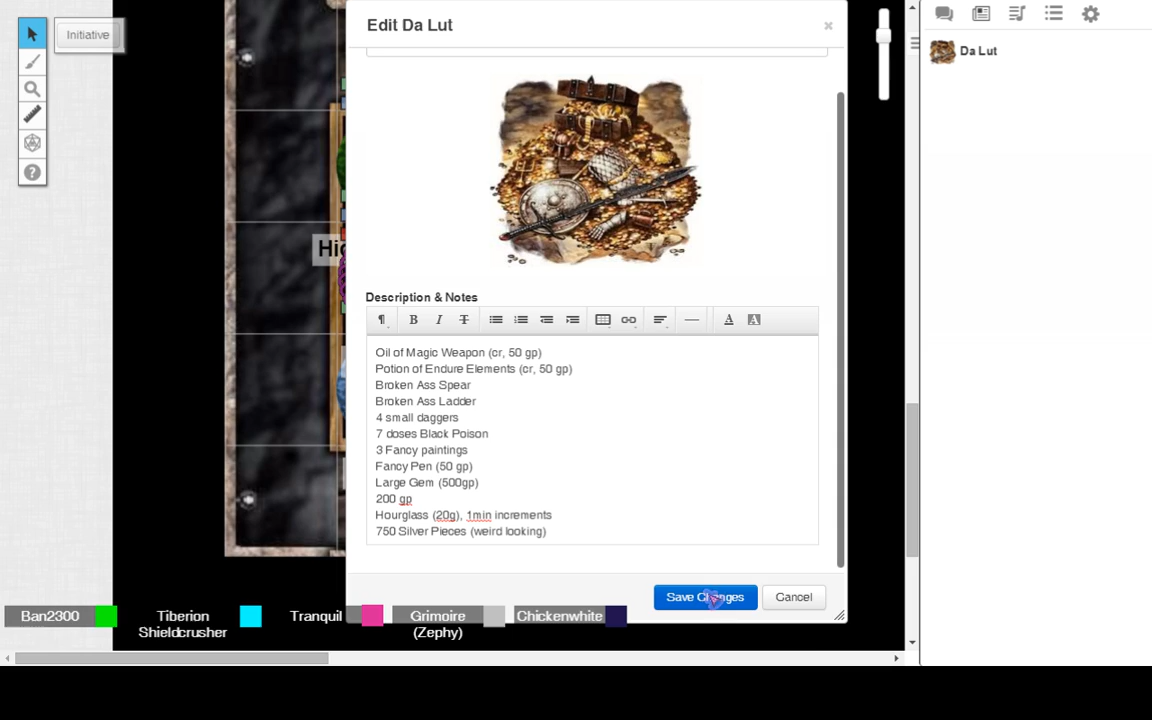 Edit Da Lut
×
Initiative
Da Lut
Description & Notes
Oil of Magic Weapon (cr, 50 gp)
Potion of Endure Elements (cr, 50 gp)
Broken Ass Spear
Broken Ass Ladder
4 small daggers
7 doses Black Poison
3 Fancy paintings
Fancy Pen (50 gp)
Large Gem (500gp)
200 gp
Hourglass (20g), 1min increments
750 Silver Pieces (weird looking)
Save Changes
Cancel
Ban2300
Tiberion
Shieldcrusher
Tranquil
Grimoire
(Zephy)
Chickenwhite